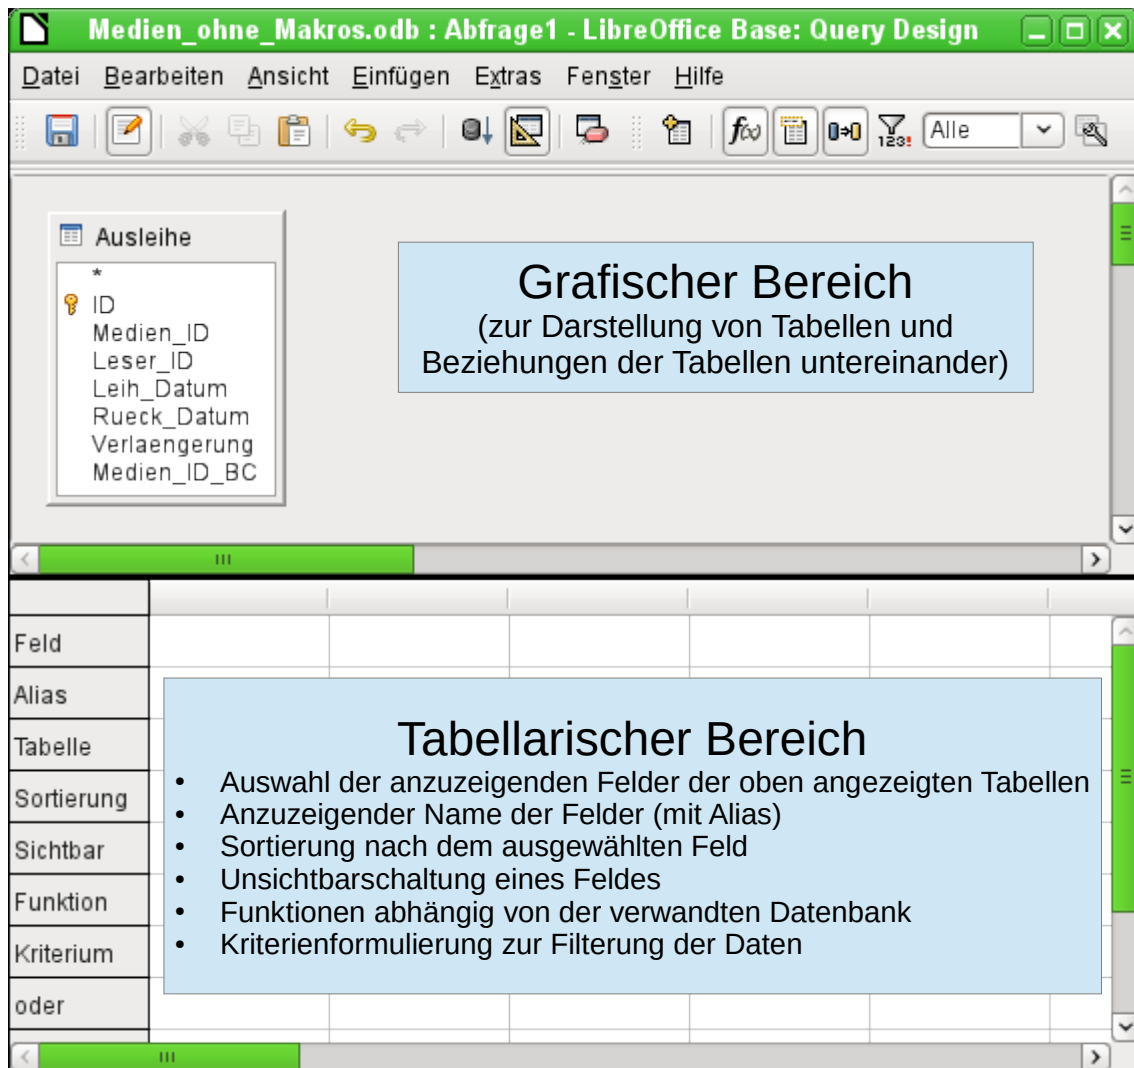 Medien_ohne_Makros.odb : Abfrage1 - LibreOffice Base: Query Design
Datei Bearbeiten Ansicht Einfügen Extras Fenster Hilfe
f(x) 123! Alle
Ausleihe
*
ID
Medien_ID
Leser_ID
Leih_Datum
Rueck_Datum
Verlaengerung
Medien_ID_BC
Grafischer Bereich
(zur Darstellung von Tabellen und
Beziehungen der Tabellen untereinander)
Feld
Alias
Tabelle
Sortierung
Sichtbar
Funktion
Kriterium
oder
Tabellarischer Bereich
• Auswahl der anzuzeigenden Felder der oben angezeigten Tabellen
• Anzuzeigender Name der Felder (mit Alias)
• Sortierung nach dem ausgewählten Feld
• Unsichtbarschaltung eines Feldes
• Funktionen abhängig von der verwandten Datenbank
• Kriterienformulierung zur Filterung der Daten